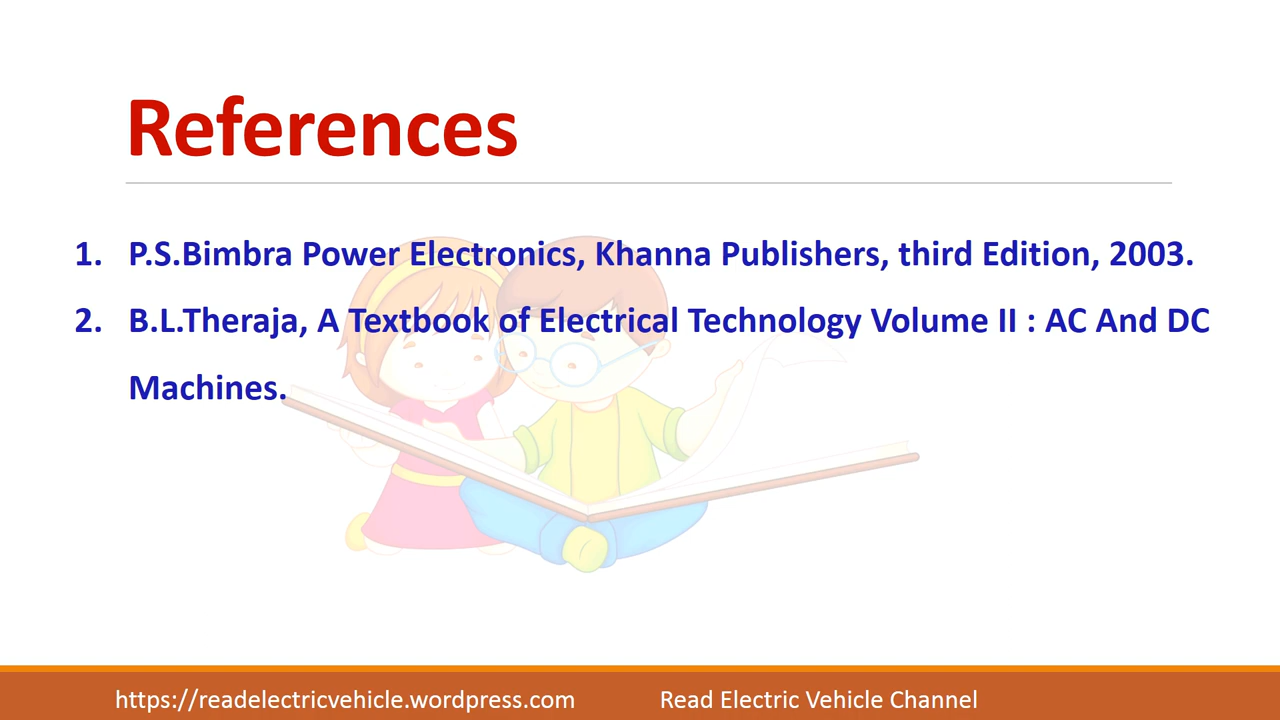 References
1. P.S.Bimbra Power Electronics, Khanna Publishers, third Edition, 2003.
2. B.L.Theraja, A Textbook of Electrical Technology Volume II : AC And DC
Machines.
https://readelectricvehicle.wordpress.com Read Electric Vehicle Channel